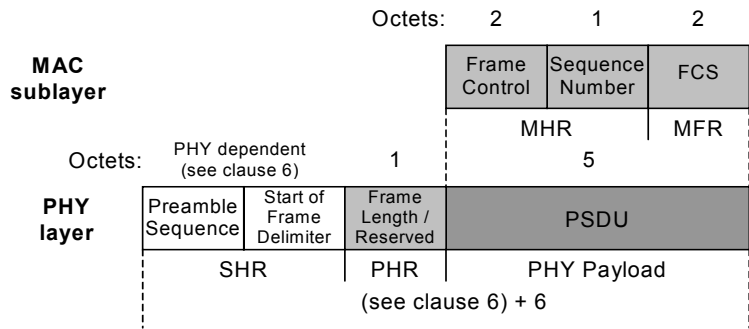 Octets: 2 1 2
MAC sublayer
Frame Control
Sequence Number
FCS
MHR MFR
Octets: PHY dependent (see clause 6) 1 5
PHY layer
Preamble Sequence
Start of Frame Delimiter
Frame Length / Reserved
PSDU
SHR PHR PHY Payload
(see clause 6) + 6